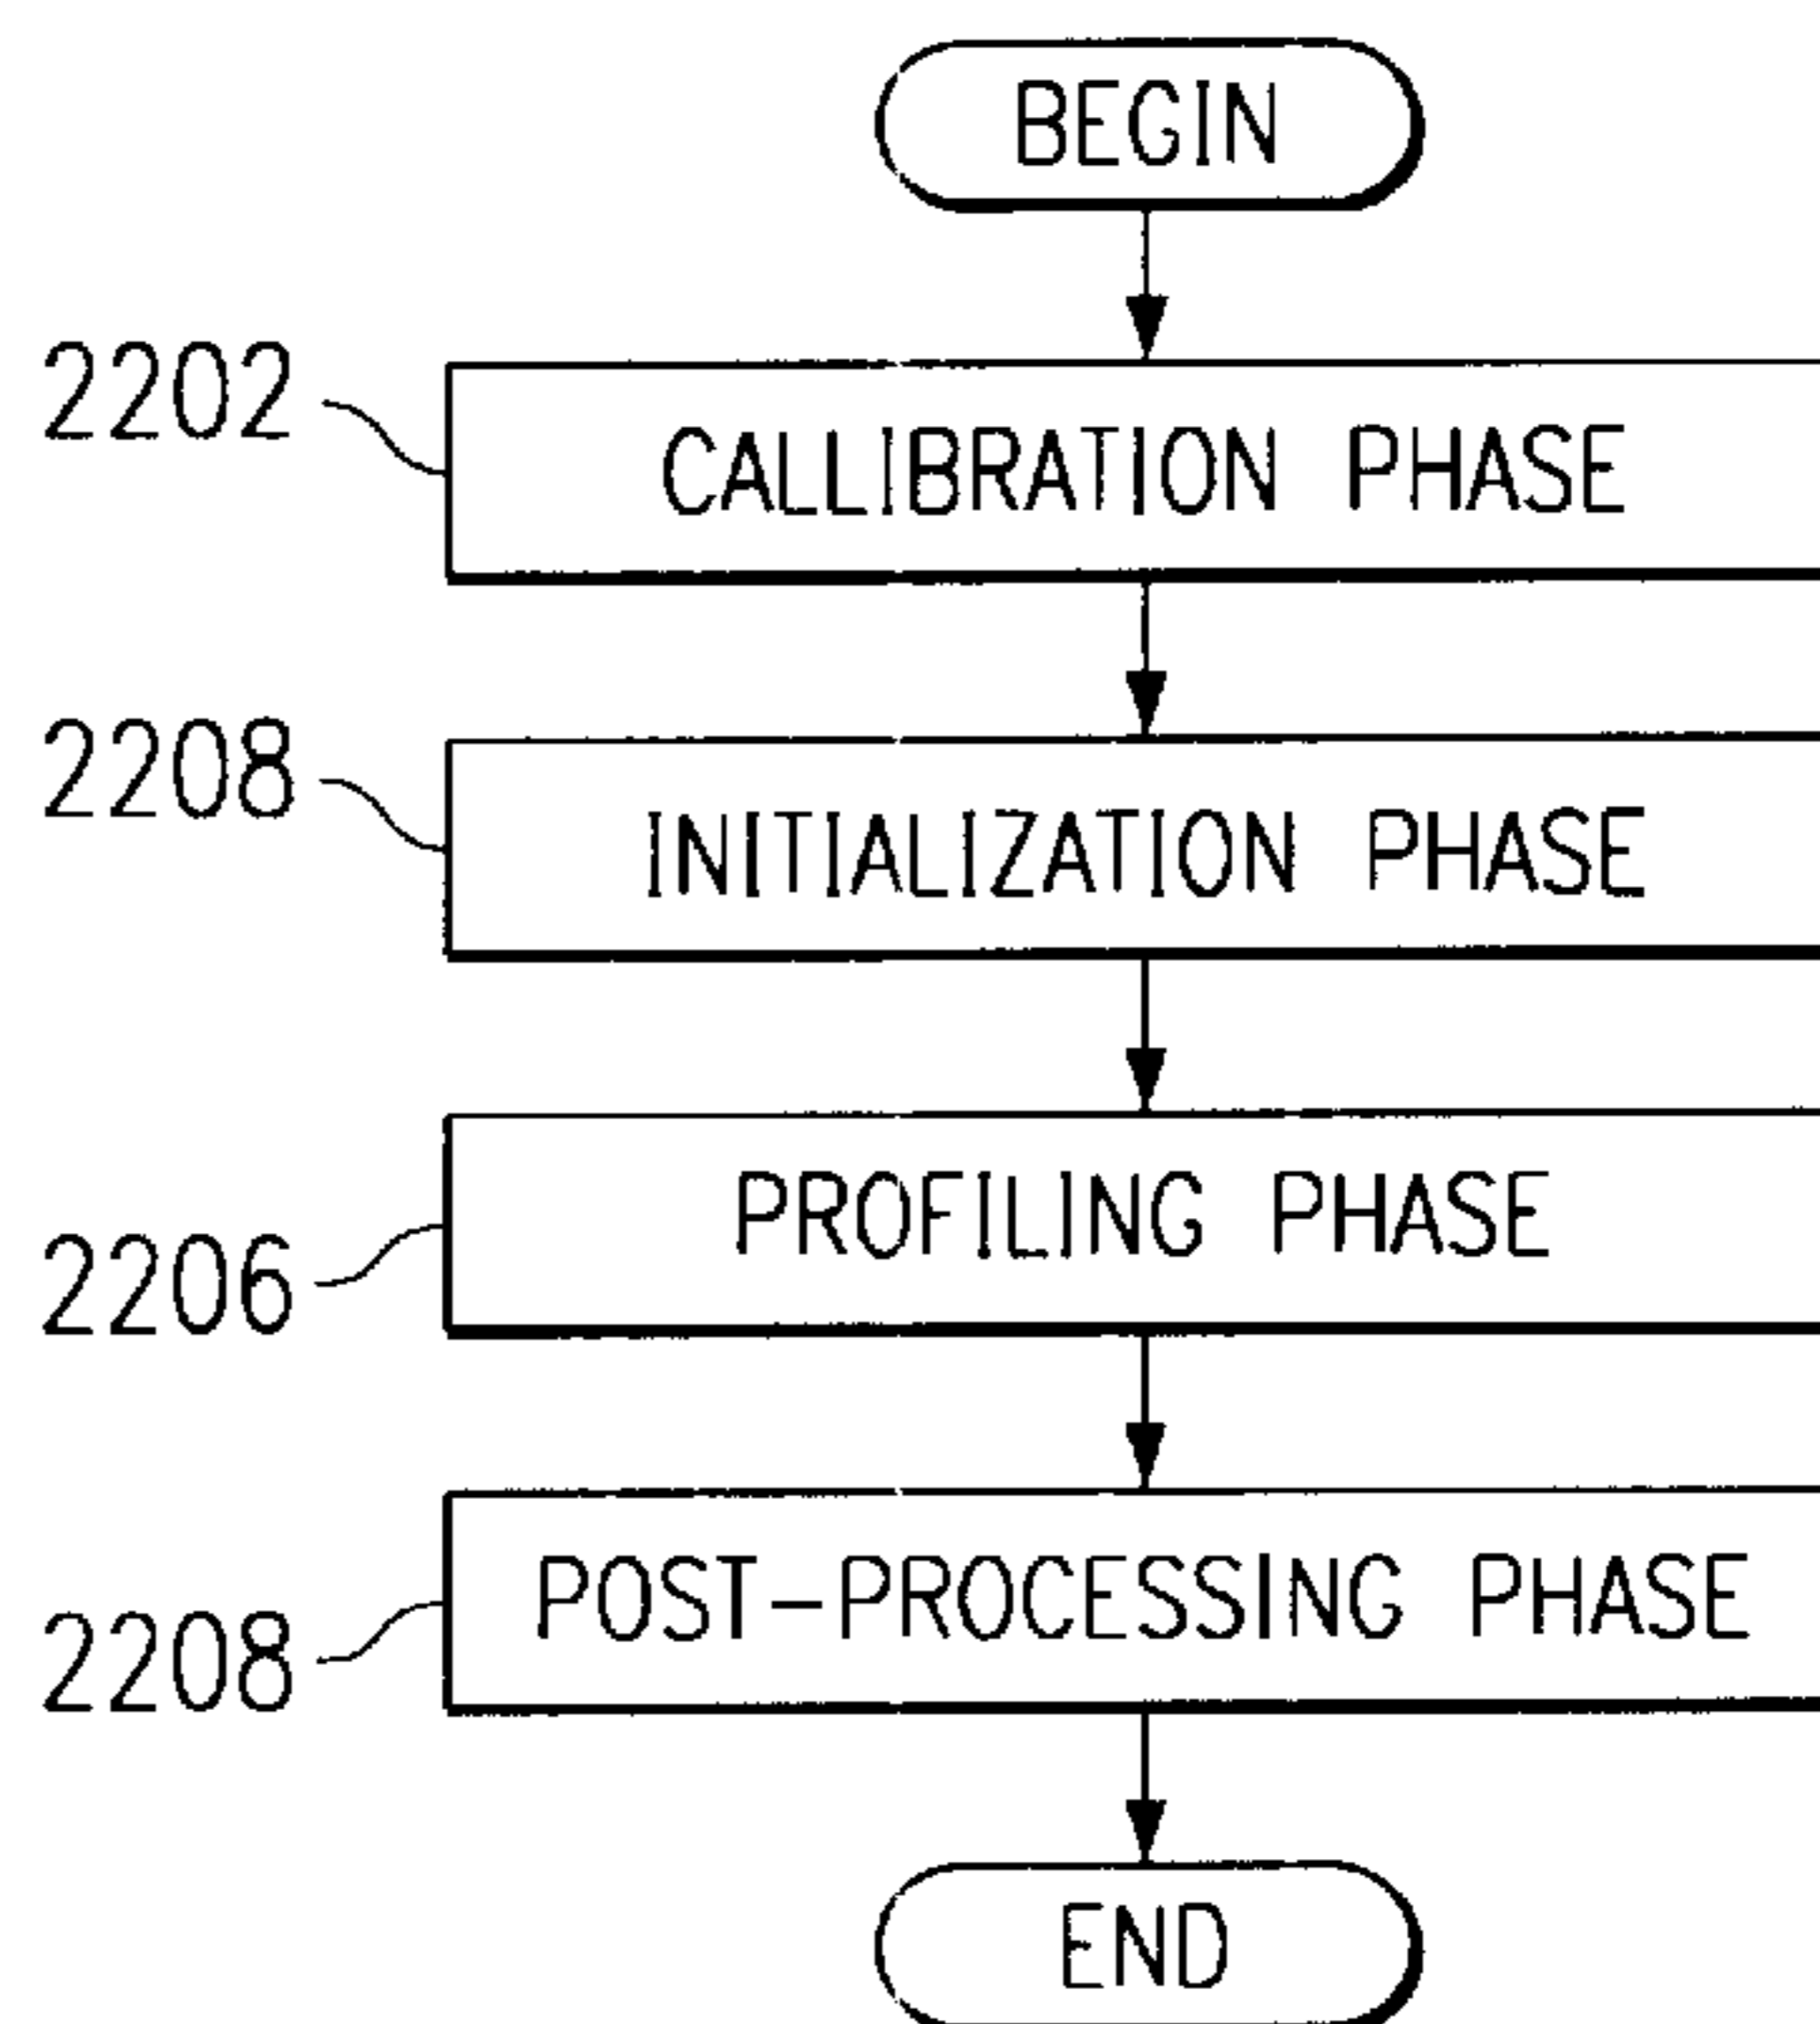 BEGIN
2202
CALLIBRATION PHASE
2208
INITIALIZATION PHASE
PROFILING PHASE
2206
POST-PROCESSING PHASE
2208
END